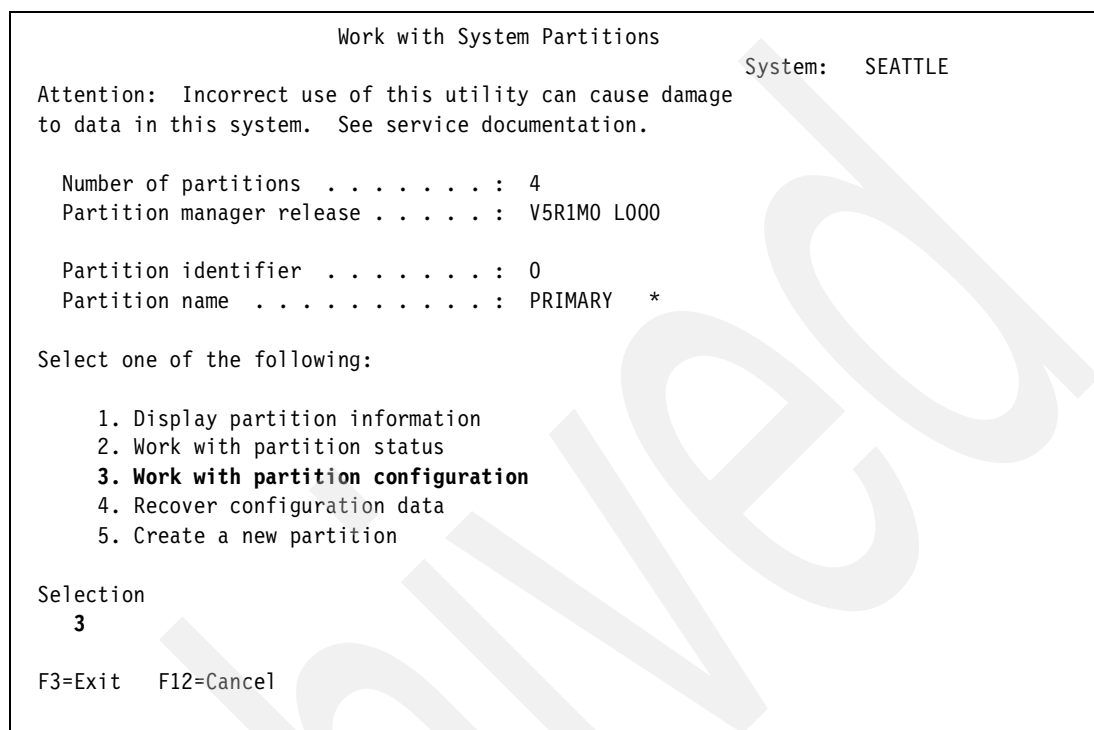 Work with System Partitions
System: SEATTLE
Attention: Incorrect use of this utility can cause damage
to data in this system. See service documentation.
Number of partitions . . . . . . . : 4
Partition manager release . . . . . : V5R1M0 L000
Partition identifier . . . . . . . : 0
Partition name . . . . . . . . . . : PRIMARY *
Select one of the following:
1. Display partition information
2. Work with partition status
3. Work with partition configuration
4. Recover configuration data
5. Create a new partition
Selection
3
F3=Exit F12=Cancel